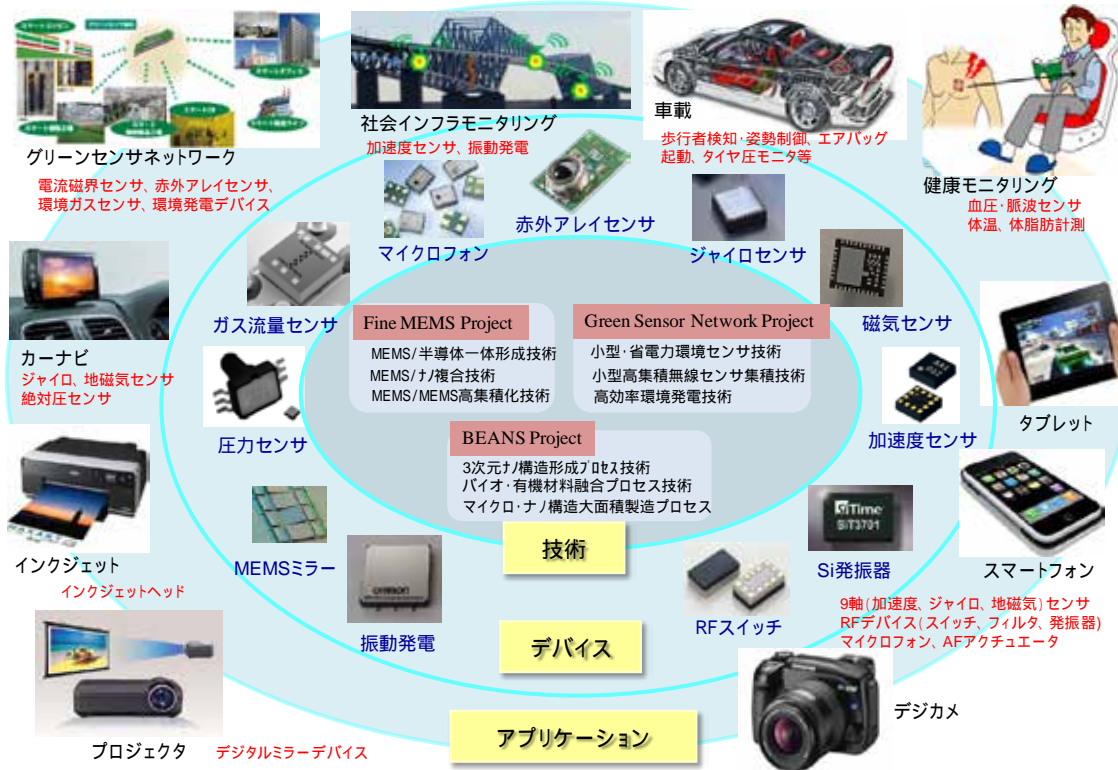 グリーンセンサネットワーク
電流磁界センサ、赤外アレイセンサ、
環境ガスセンサ、環境発電デバイス
社会インフラモニタリング
加速度センサ、振動発電
車載
歩行者検知・姿勢制御、エアバッグ
起動、タイヤ圧モニタ等
健康モニタリング
血圧・脈波センサ
体温、体脂肪計測
マイクロフォン
赤外アレイセンサ
ジャイロセンサ
ガス流量センサ
磁気センサ
カーナビ
ジャイロ、地磁気センサ
絶対圧センサ
Fine MEMS Project
MEMS/半導体一体形成技術
MEMS/ナノ複合技術
MEMS/MEMS高集積化技術
Green Sensor Network Project
小型・省電力環境センサ技術
小型高集積無線センサ集積技術
高効率環境発電技術
圧力センサ
加速度センサ
タブレット
BEANS Project
3次元ナノ構造形成プロセス技術
バイオ・有機材料融合プロセス技術
マイクロ・ナノ構造大面積製造プロセス
インクジェット
インクジェットヘッド
MEMSミラー
振動発電
omron
技術
RFスイッチ
SiTime
SiT3701
Si発振器
スマートフォン
9軸(加速度、ジャイロ、地磁気)センサ
RFデバイス(スイッチ、フィルタ、発振器)
マイクロフォン、AFアクチュエータ
デバイス
プロジェクタ
デジタルミラーデバイス
アプリケーション
デジカメ